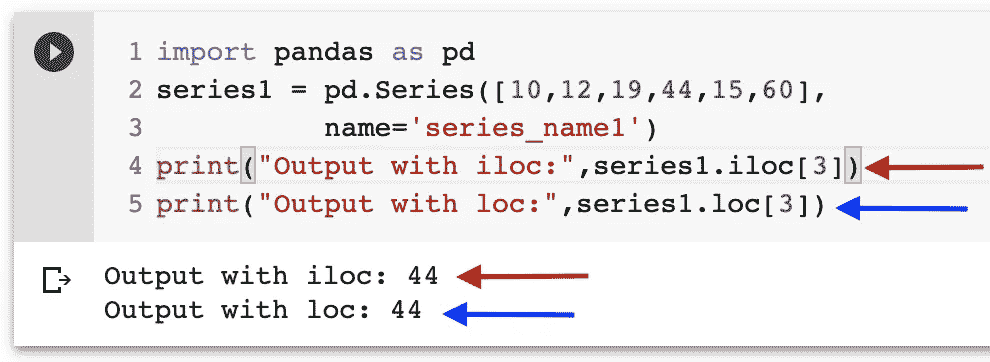 1 import pandas as pd
2 series1 = pd.Series([10,12,19,44,15,60],
3           name='series_name1')
4 print("Output with iloc:",series1.iloc[3])
5 print("Output with loc:",series1.loc[3])
Output with iloc: 44
Output with loc: 44